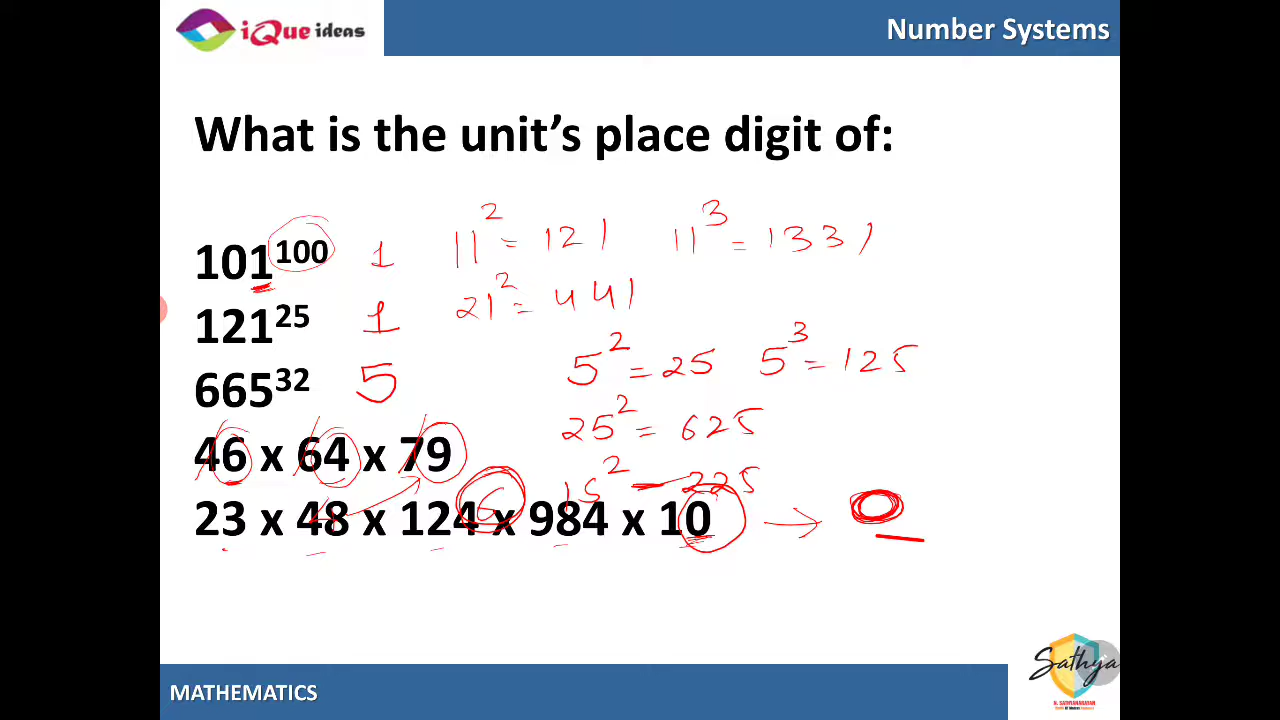 iQue ideas
Number Systems
What is the unit's place digit of:
101^100 1 11^2 = 121 11^3 = 1331
121^25 1 21^2 = 441
665^32 5 5^2 = 25 5^3 = 125
25^2 = 625
46 x 64 x 79 6 15^2 = 225
23 x 48 x 124 x 984 x 10 → 0
Sathya
MATHEMATICS